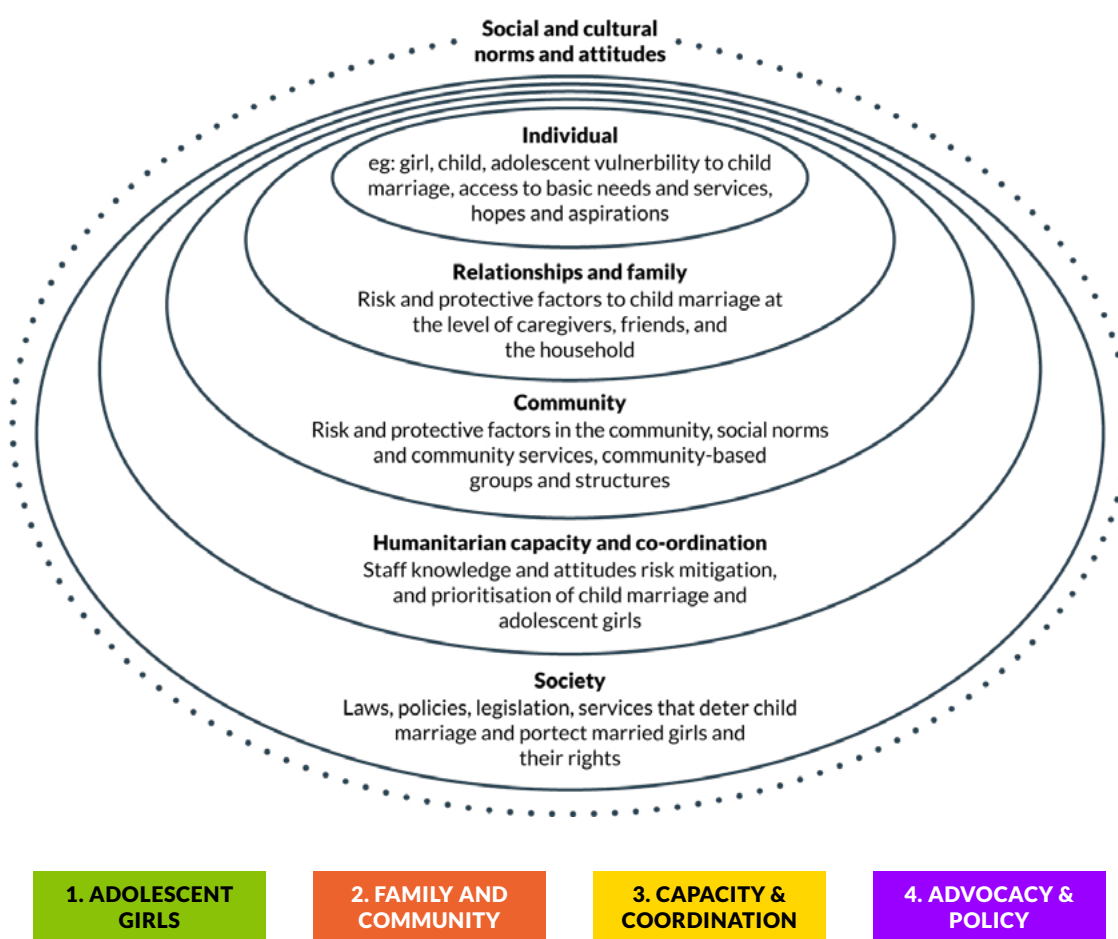 Social and cultural
norms and attitudes
Individual
eg: girl, child, adolescent vulnerbility to child
marriage, access to basic needs and services,
hopes and aspirations
Relationships and family
Risk and protective factors to child marriage at
the level of caregivers, friends, and
the household
Community
Risk and protective factors in the community, social norms
and community services, community-based
groups and structures
Humanitarian capacity and co-ordination
Staff knowledge and attitudes risk mitigation,
and prioritisation of child marriage and
adolescent girls
Society
Laws, policies, legislation, services that deter child
marriage and portect married girls and
their rights
1. ADOLESCENT
GIRLS
2. FAMILY AND
COMMUNITY
3. CAPACITY &
COORDINATION
4. ADVOCACY &
POLICY